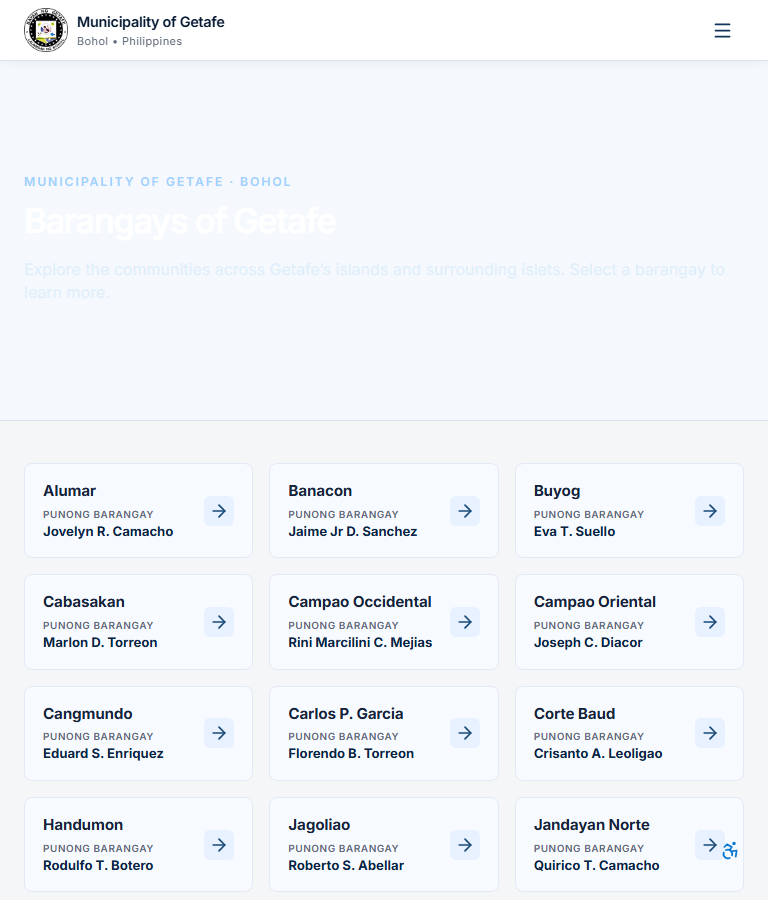 Municipality of Getafe
Bohol • Philippines
MUNICIPALITY OF GETAFE · BOHOL
Barangays of Getafe
Explore the communities across Getafe's islands and surrounding islets. Select a barangay to
learn more.
Alumar
PUNONG BARANGAY
Jovelyn R. Camacho
Banacon
PUNONG BARANGAY
Jaime Jr D. Sanchez
Buyog
PUNONG BARANGAY
Eva T. Suello
Cabasakan
PUNONG BARANGAY
Marlon D. Torreon
Campao Occidental
PUNONG BARANGAY
Rini Marcilini C. Mejias
Campao Oriental
PUNONG BARANGAY
Joseph C. Diacor
Cangmundo
PUNONG BARANGAY
Eduard S. Enriquez
Carlos P. Garcia
PUNONG BARANGAY
Florendo B. Torreon
Corte Baud
PUNONG BARANGAY
Crisanto A. Leoligao
Handumon
PUNONG BARANGAY
Rodulfo T. Botero
Jagoliao
PUNONG BARANGAY
Roberto S. Abellar
Jandayan Norte
PUNONG BARANGAY
Quirico T. Camacho